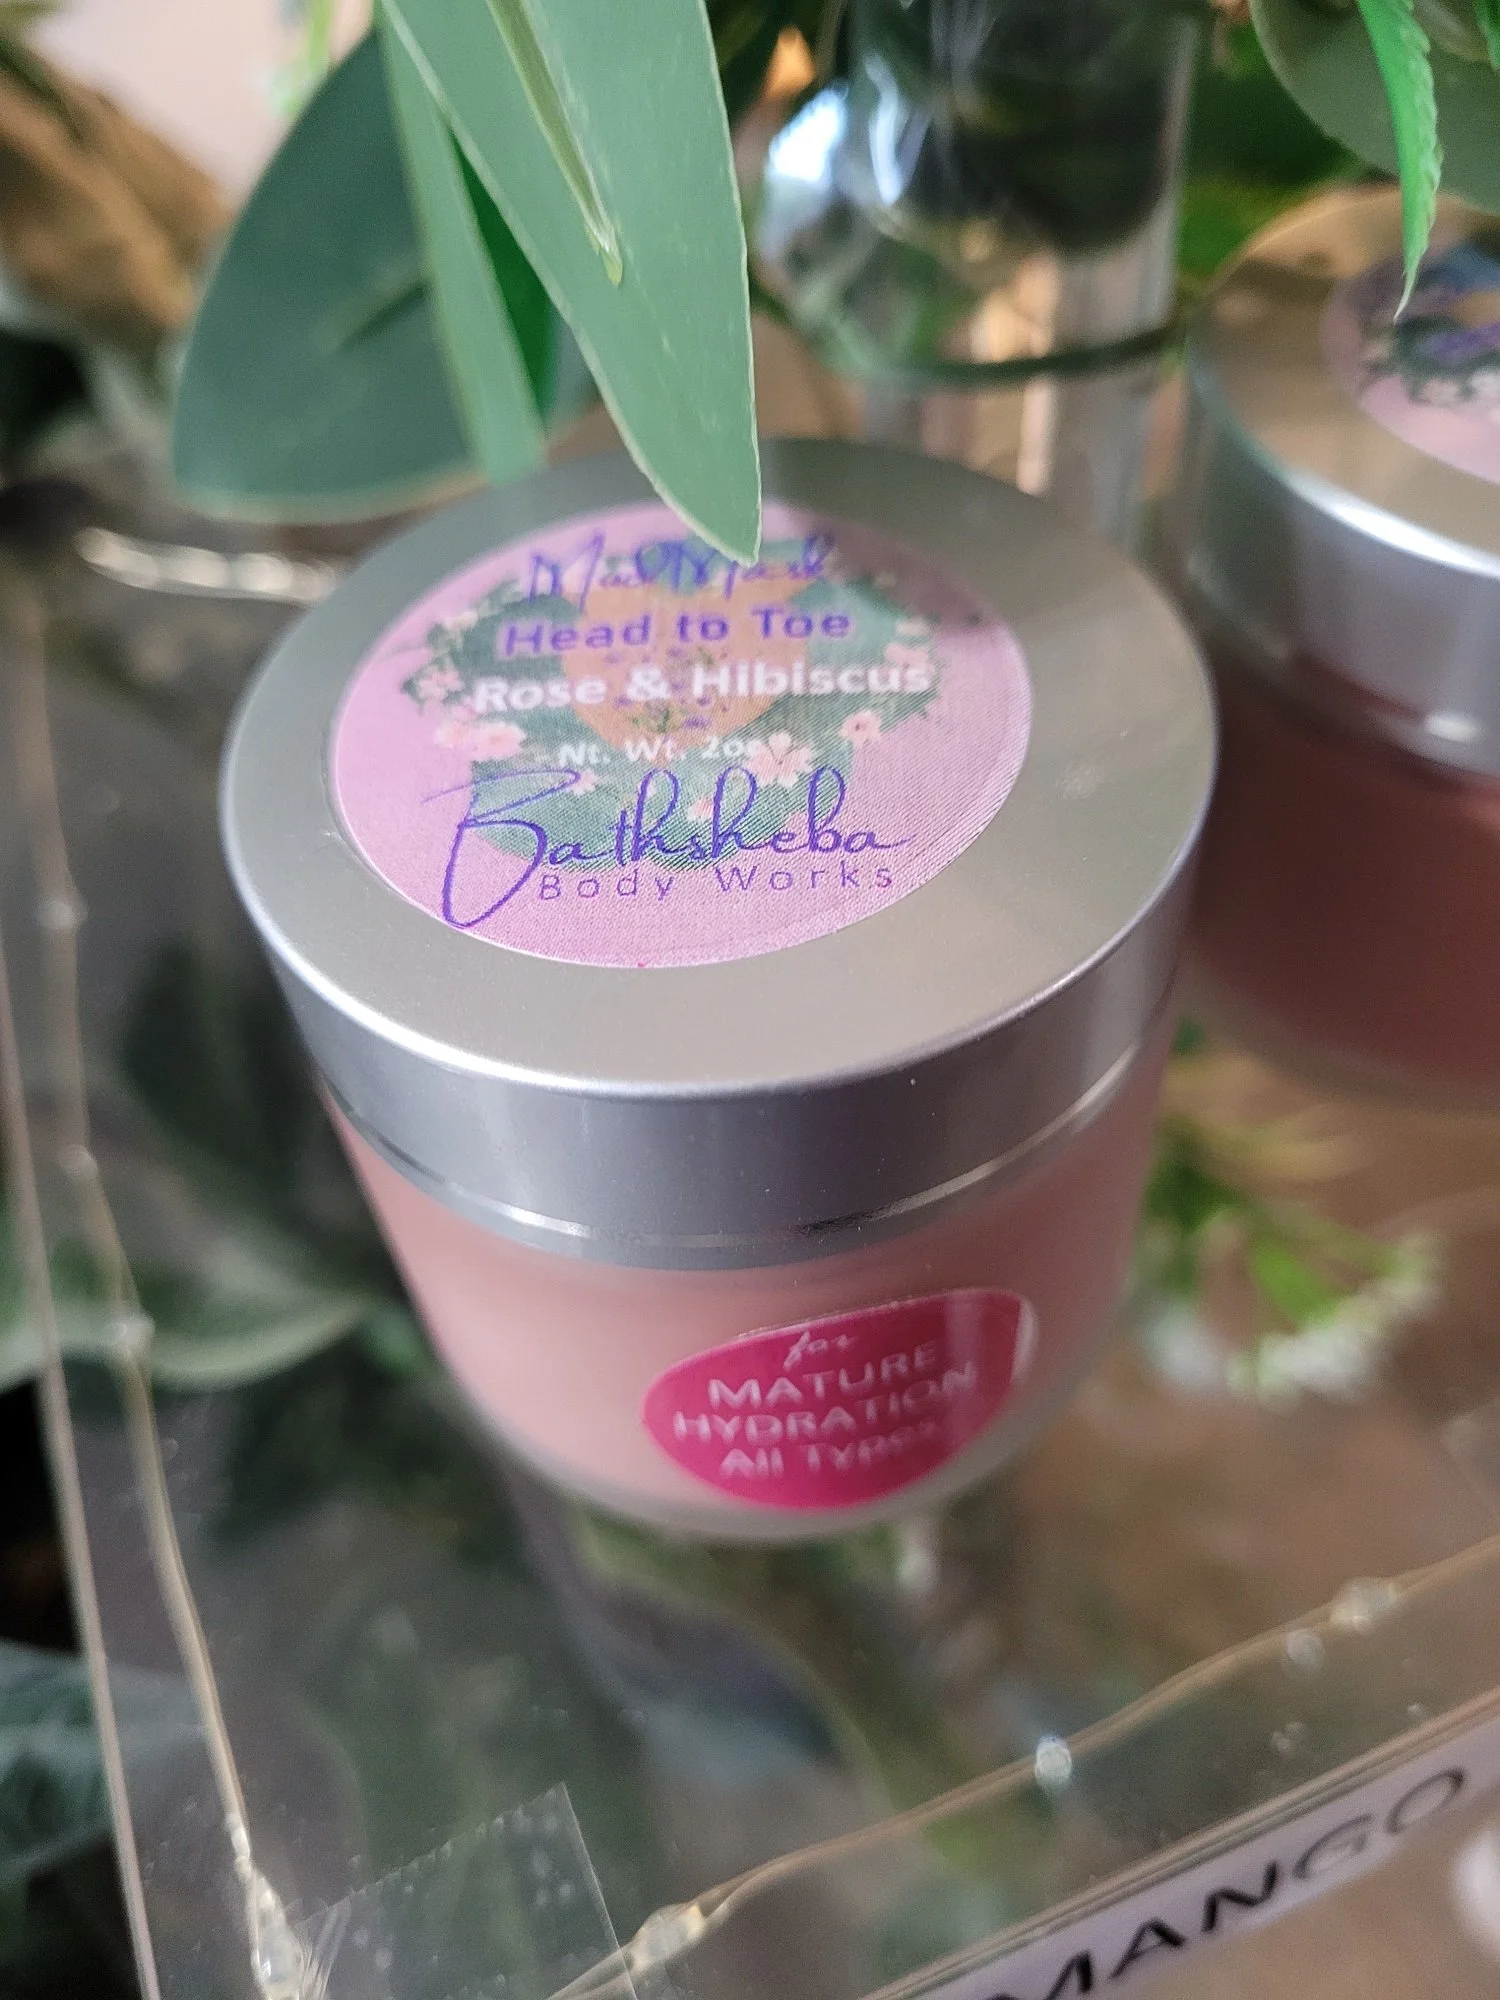 Head to Toe
Rose & Hibiscus
Nt. Wt. 2oz
Bathsheba
Body Works
for
MATURE
HYDRATION
All Types
MANGO